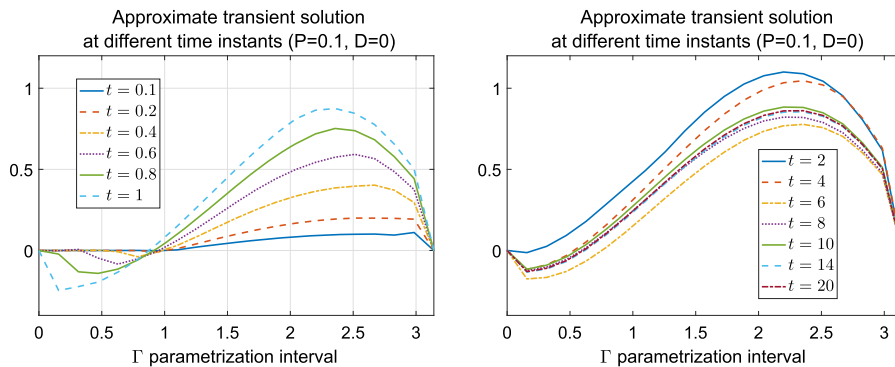 Approximate transient solution
at different time instants (P=0.1, D=0)
1
0.5
0
t = 0.1
t = 0.2
t = 0.4
t = 0.6
t = 0.8
t = 1
0 0.5 1 1.5 2 2.5 3
Γ parametrization interval
Approximate transient solution
at different time instants (P=0.1, D=0)
1
0.5
0
t = 2
t = 4
t = 6
t = 8
t = 10
t = 14
t = 20
0 0.5 1 1.5 2 2.5 3
Γ parametrization interval